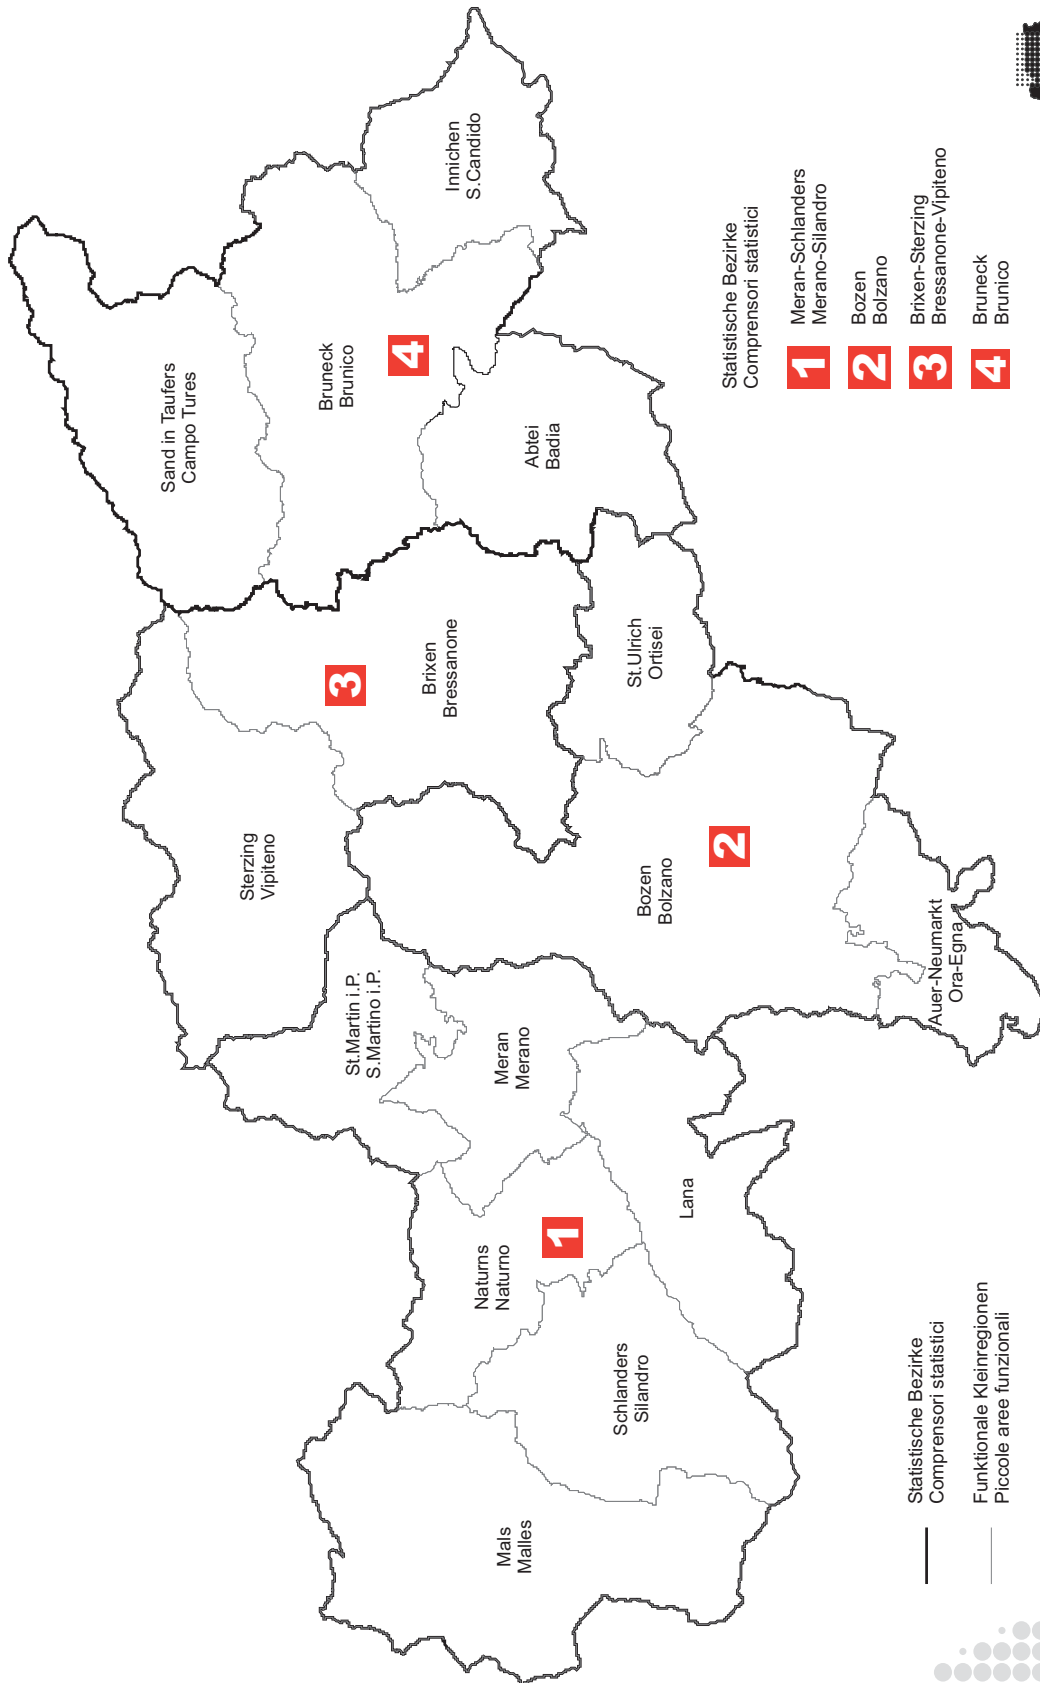 Mals
Malles
Schlanders
Silandro
Naturns
Naturno
1
Lana
Meran
Merano
St.Martin i.P.
S.Martino i.P.
Sterzing
Vipiteno
Bozen
Bolzano
2
Auer-Neumarkt
Ora-Egna
3
Brixen
Bressanone
St.Ulrich
Ortisei
Sand in Taufers
Campo Tures
Bruneck
Brunico
4
Abtei
Badia
Innichen
S.Candido
Statistische Bezirke
Comprensori statistici
Funktionale Kleinregionen
Piccole aree funzionali
Statistische Bezirke
Comprensori statistici
1 Meran-Schlanders
Merano-Silandro
2 Bozen
Bolzano
3 Brixen-Sterzing
Bressanone-Vipiteno
4 Bruneck
Brunico